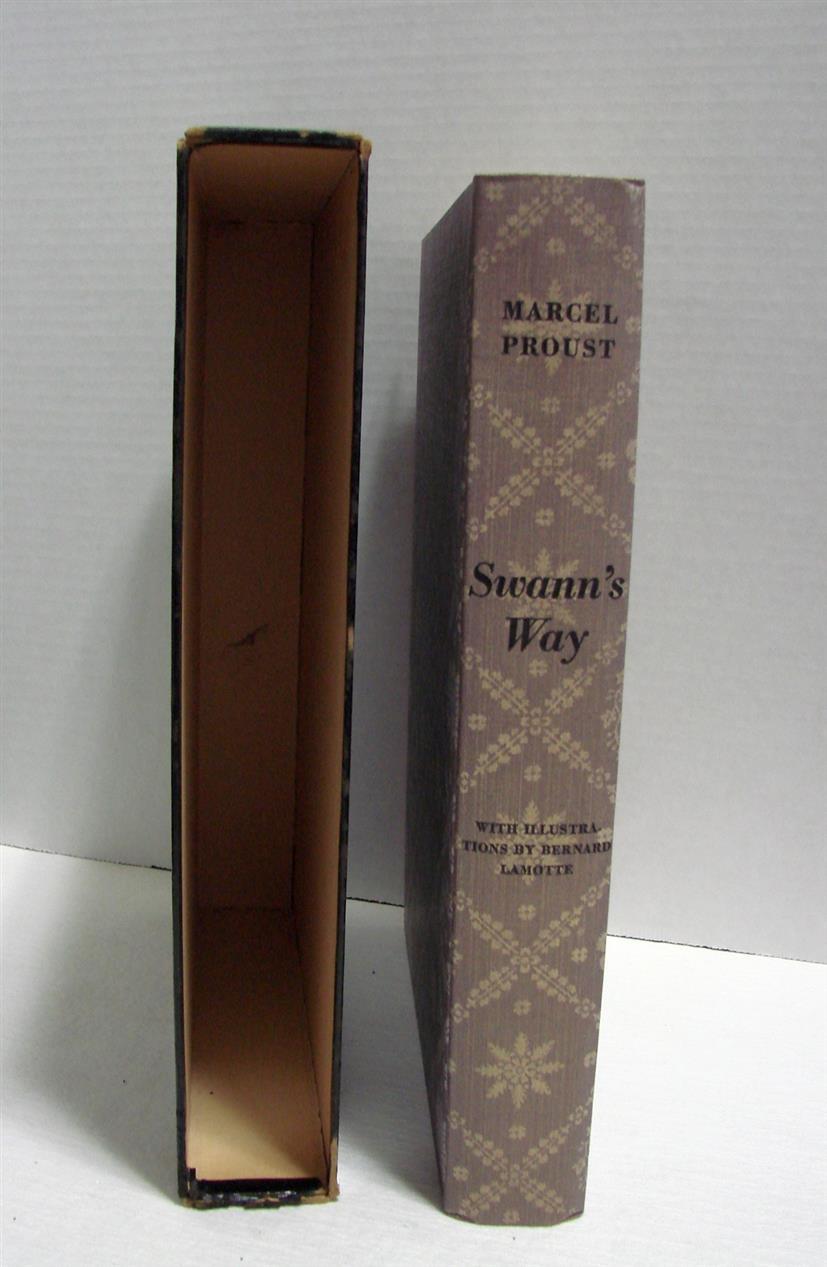 MARCEL
PROUST
Swann's
Way
WITH ILLUSTRA-
TIONS BY BERNARD
LAMOTTE